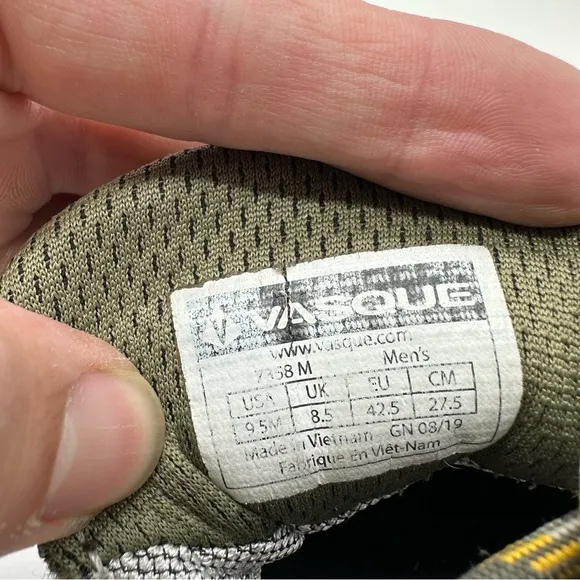 VASQUE
www.vasque.com
7358 M Men's
USA UK EU CM
9.5M 8.5 42.5 27.5
Made in Vietnam GN 08/19
Fabriqué En Viêt-Nam